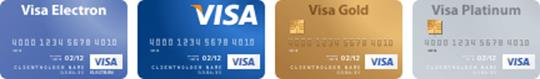 Visa Electron
4000 1234 5678 4010
02/12
CLIENTHOLDER NAME
VISA
VISA
4000 1234 5678 4010
02/12
CLIENTHOLDER NAME
VISA
Visa Gold
4000 1234 5678 4010
02/12
CLIENTHOLDER NAME
VISA
Visa Platinum
4000 1234 5678 4010
02/12
CLIENTHOLDER NAME
VISA